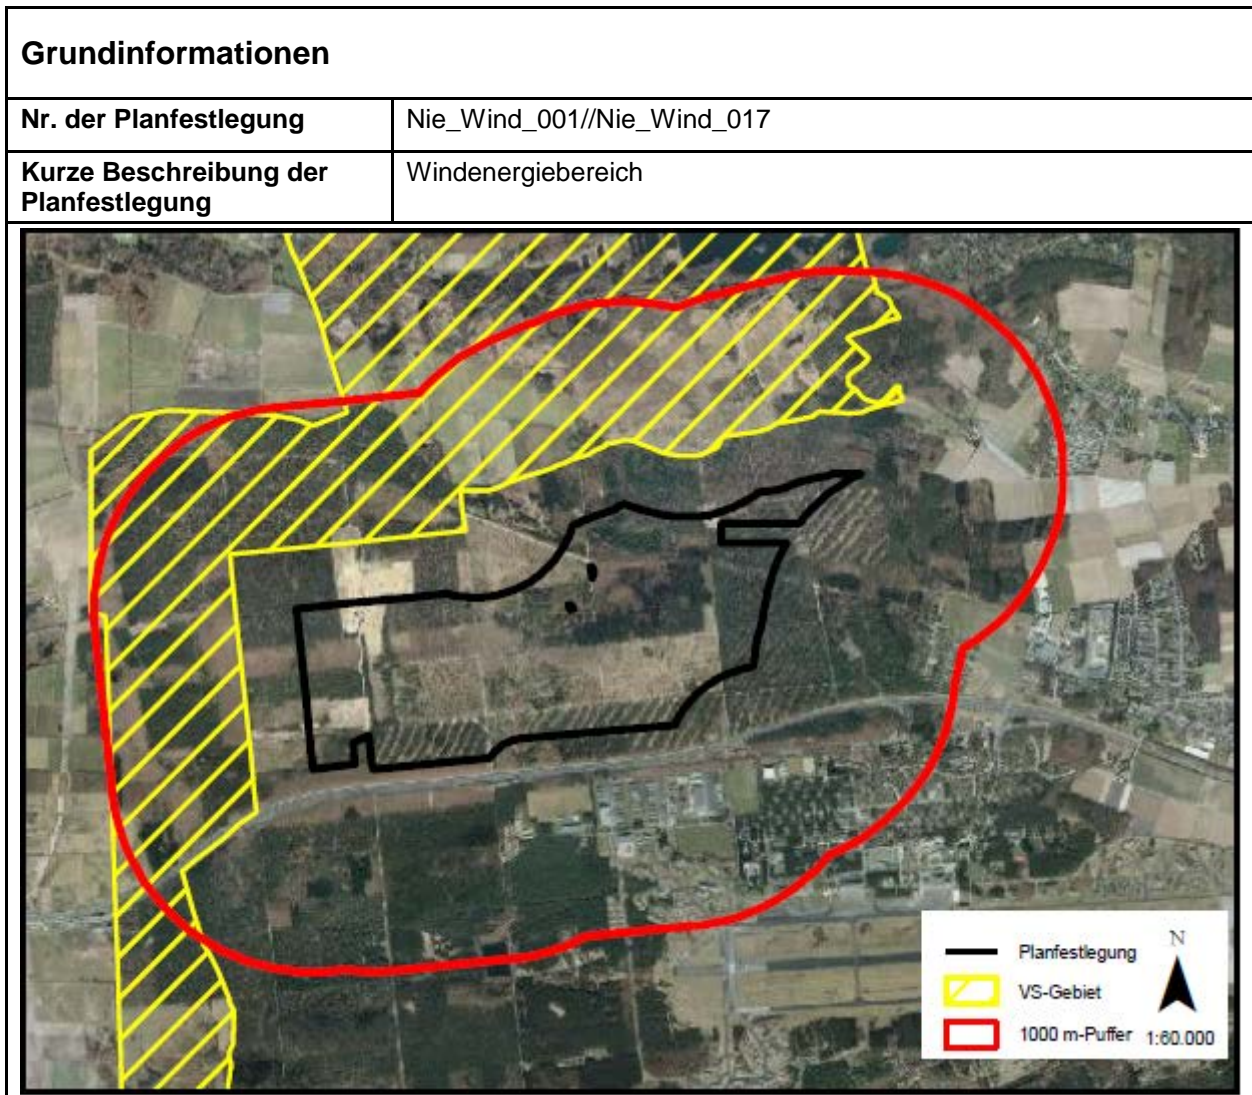 Grundinformationen
Nr. der Planfestlegung
Nie_Wind_001//Nie_Wind_017
Kurze Beschreibung der
Planfestlegung
Windenergiebereich
N
Planfestlegung
VS-Gebiet
1000 m-Puffer
1:60.000